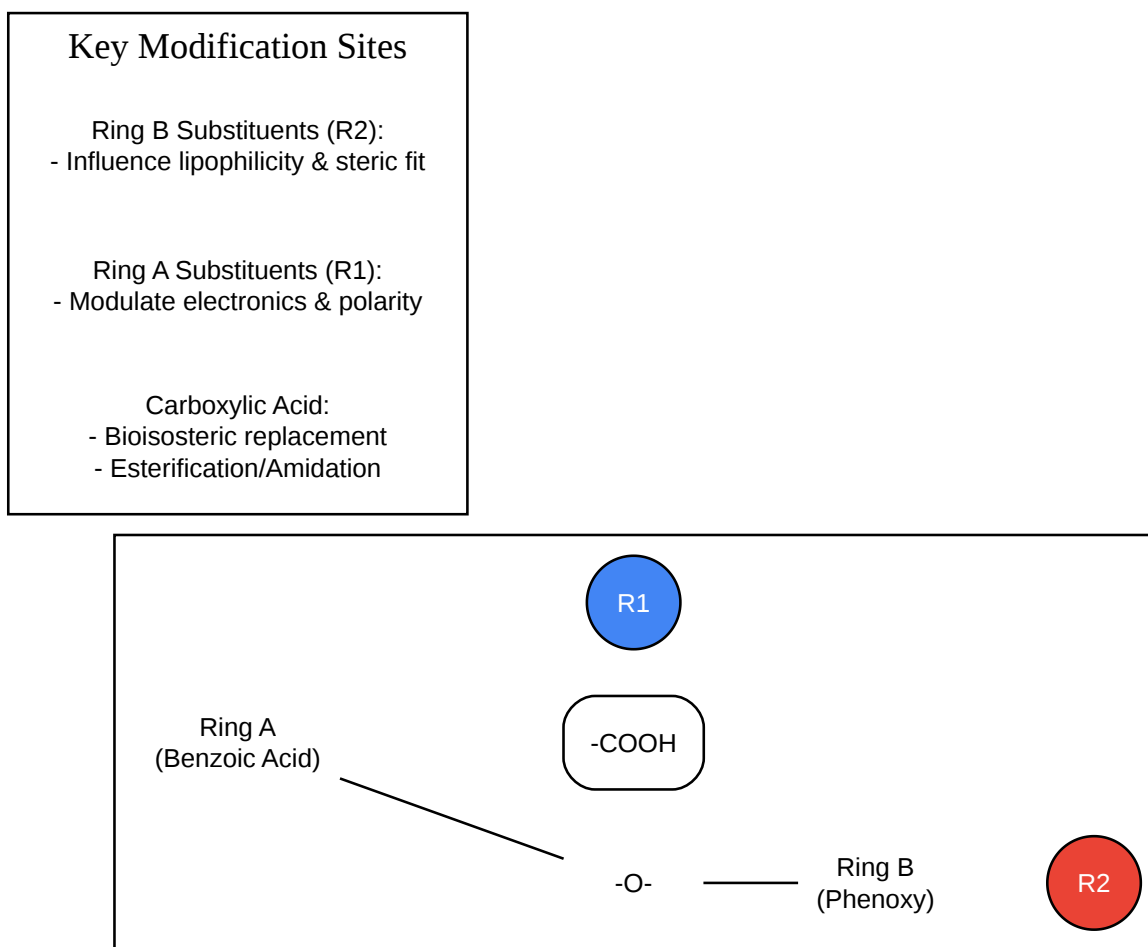 Key Modification Sites
Ring B Substituents (R2):
- Influence lipophilicity & steric fit
Ring A Substituents (R1):
- Modulate electronics & polarity
Carboxylic Acid:
- Bioisosteric replacement
- Esterification/Amidation
R1
Ring A
(Benzoic Acid)
-COOH
-O-
Ring B
(Phenoxy)
R2